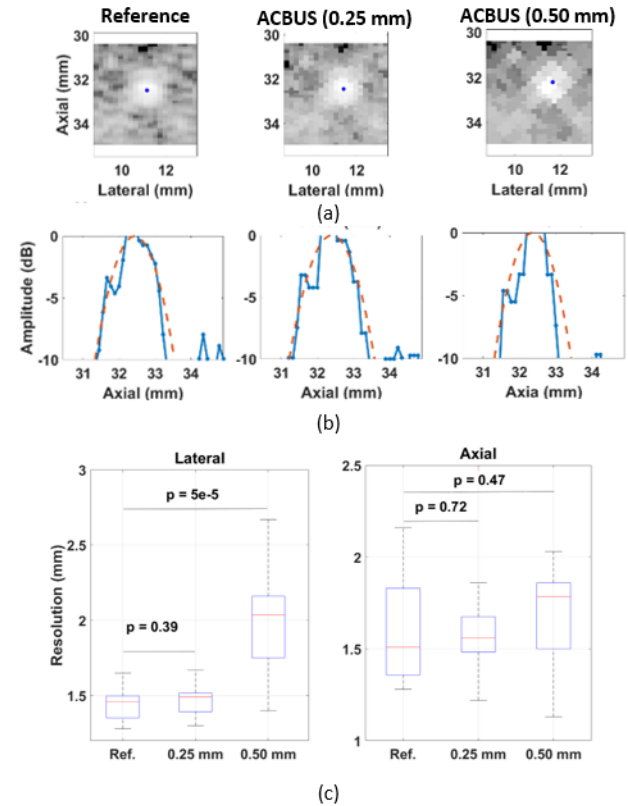 Reference ACBUS (0.25 mm) ACBUS (0.50 mm)
30 30 30
32 32 32
34 34 34
Axial (mm)
10 12 10 12 10 12
Lateral (mm) Lateral (mm) Lateral (mm)
(a)
0 0 0
-5 -5 -5
-10 -10 -10
Amplitude (dB)
31 32 33 34 31 32 33 34 31 32 33 34
Axial (mm) Axial (mm) Axia (mm)
(b)
Lateral Axial
3 2.5
p = 5e-5 p = 0.47
p = 0.72
2.5 2
Resolution (mm)
2 1.5
p = 0.39
1.5 1
Ref. 0.25 mm 0.50 mm Ref. 0.25 mm 0.50 mm
(c)